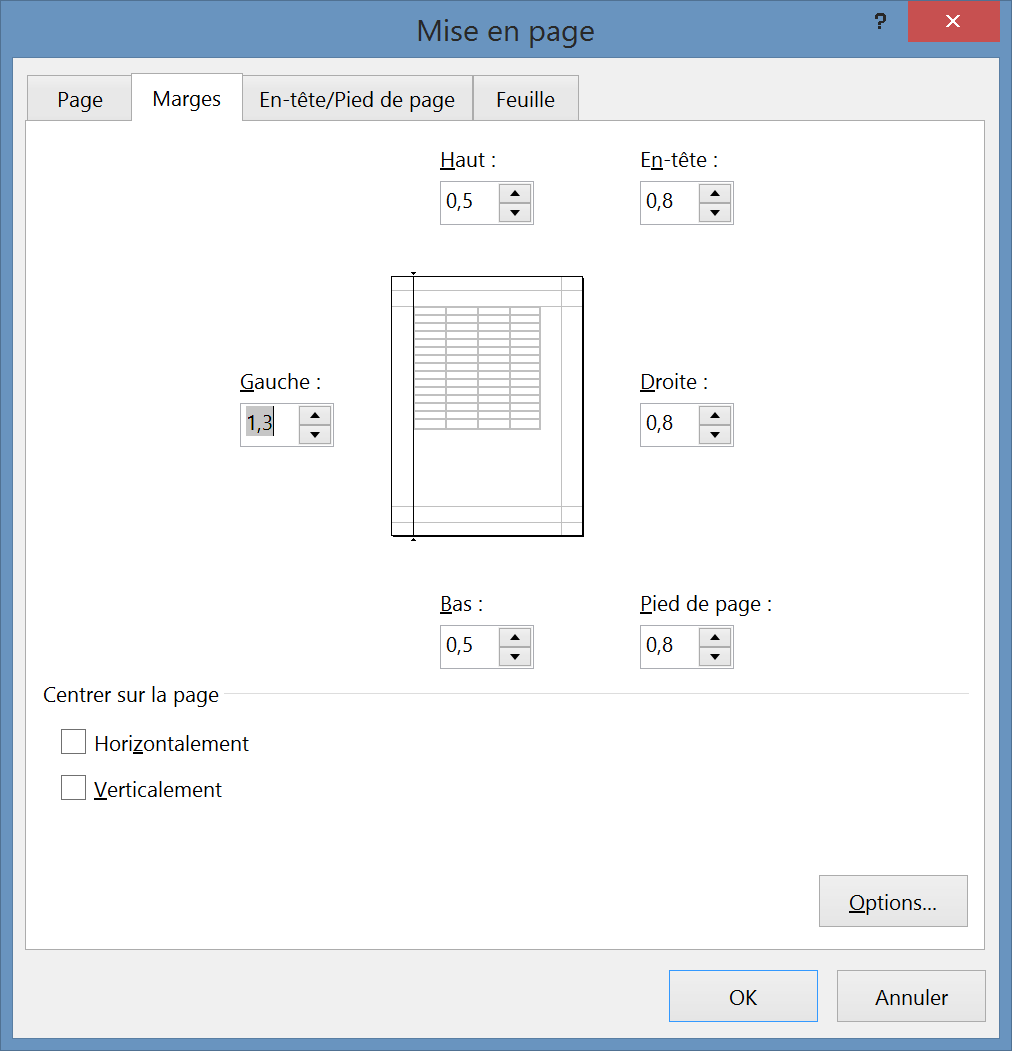 Mise en page
?
Page Marges En-tête/Pied de page Feuille
Haut : En-tête :
0,5 0,8
Gauche : Droite :
1,3 0,8
Bas : Pied de page :
0,5 0,8
Centrer sur la page
Horizontalement
Verticalement
Options...
OK Annuler